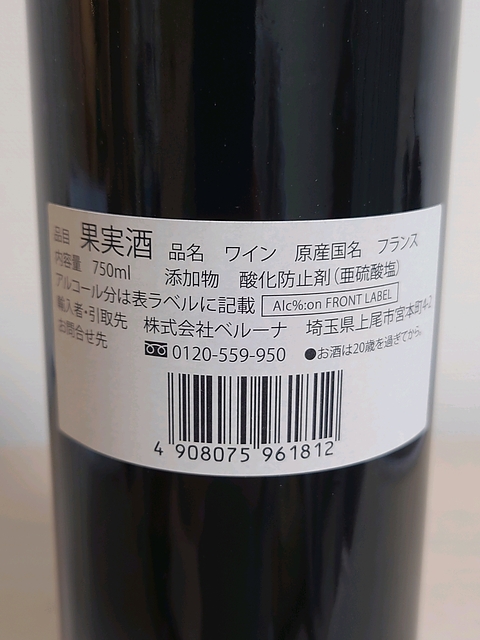 品目 果実酒 品名 ワイン 原産国名 フランス
内容量 750ml 添加物 酸化防止剤(亜硫酸塩)
アルコール分は表ラベルに記載 Alc%:on FRONT LABEL
輸入者・引取先 株式会社ベルーナ 埼玉県上尾市宮本町4-2
お問合せ先 0120-559-950 ●お酒は20歳を過ぎてから。
4 908075 961812